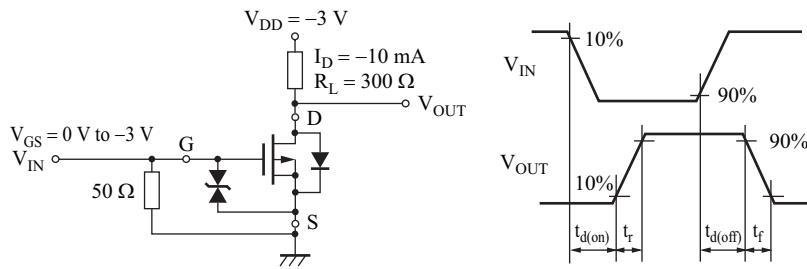 V_DD = −3 V
I_D = −10 mA
R_L = 300 Ω
V_OUT
D
V_GS = 0 V to −3 V
V_IN
G
50 Ω
S
10%
V_IN
90%
90%
V_OUT
10%
t_d(on) t_r t_d(off) t_f